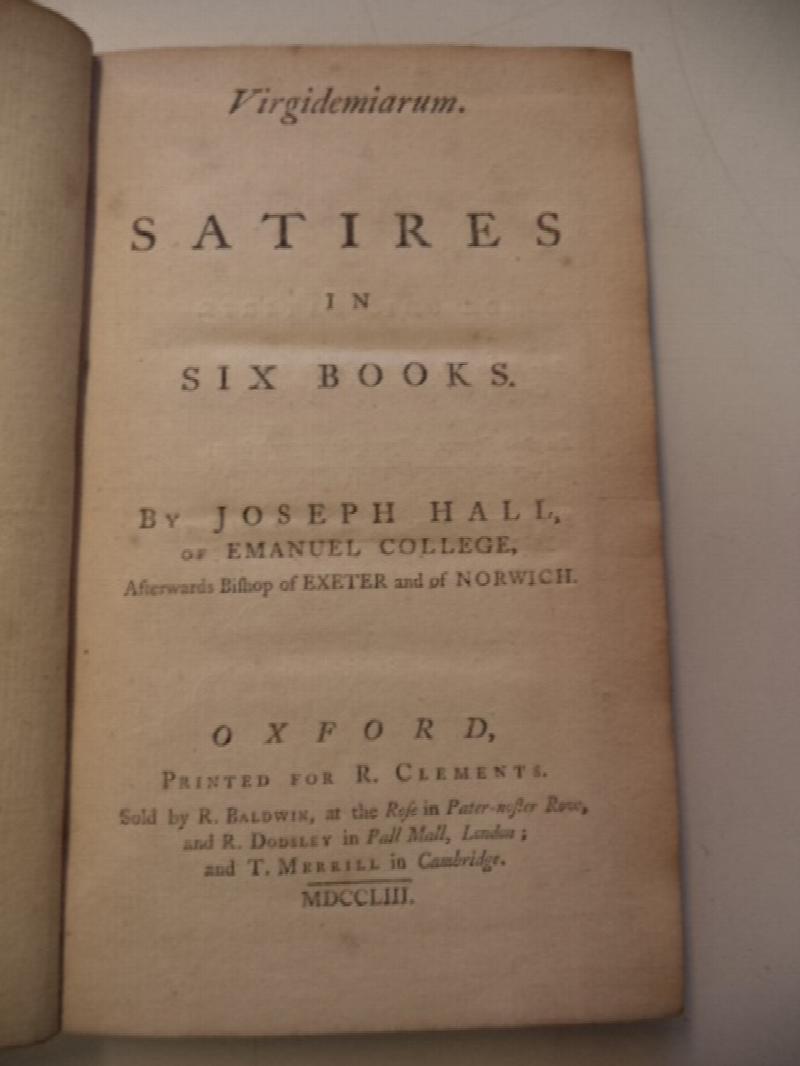 Virgidemiarum.
SATIRES
IN
SIX BOOKS.
By JOSEPH HALL,
OF EMANUEL COLLEGE,
Afterwards Biſhop of EXETER and of NORWICH.
OXFORD,
PRINTED FOR R. CLEMENTS.
Sold by R. BALDWIN, at the Roſe in Pater-noſter Row,
and R. DODSLEY in Pall Mall, London;
and T. MERRILL in Cambridge.
MDCCLIII.